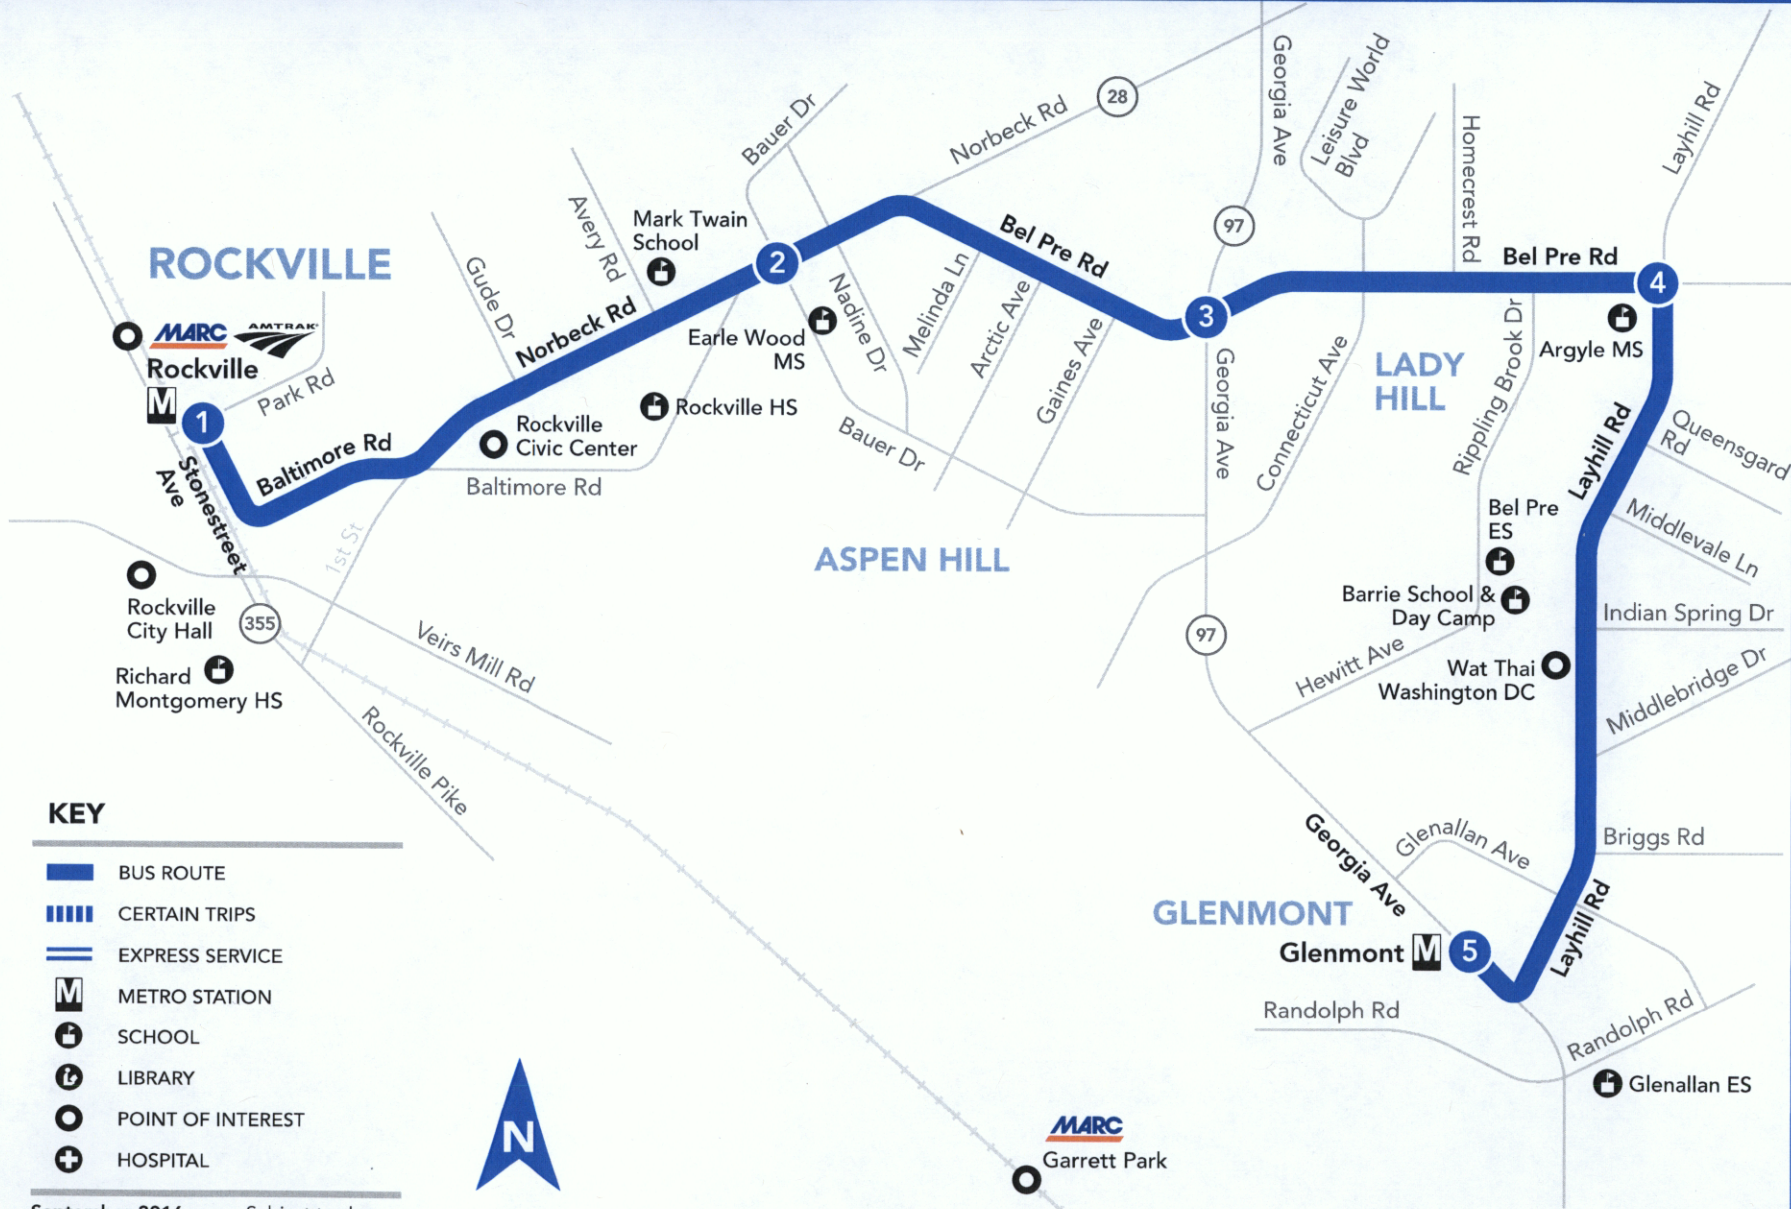 Georgia Ave
Leisure World
Blvd
Layhill Rd
Bauer Dr
Norbeck Rd
28
Homecrest Rd
Avery Rd
Mark Twain
School
97
ROCKVILLE
Gude Dr
2
Bel Pre Rd
Bel Pre Rd
4
Melinda Ln
Nadine Dr
Arctic Ave
3
MARC
AMTRAK
Rockville
M
Norbeck Rd
Earle Wood
MS
Gaines Ave
Georgia Ave
Connecticut Ave
LADY
HILL
Rippling Brook Dr
Argyle MS
Park Rd
1
Rockville HS
Rockville
Civic Center
Bauer Dr
Layhill Rd
Queensgard
Rd
Baltimore Rd
Baltimore Rd
Stonestreet
Ave
1st St
ASPEN HILL
Bel Pre
ES
Middlevale Ln
Barrie School &
Day Camp
Indian Spring Dr
Rockville
City Hall
355
97
Veirs Mill Rd
Hewitt Ave
Wat Thai
Washington DC
Middlebridge Dr
Richard
Montgomery HS
Rockville Pike
Georgia Ave
Glenallan Ave
Briggs Rd
GLENMONT
Glenmont
M
5
Layhill Rd
Randolph Rd
Randolph Rd
Glenallan ES
MARC
Garrett Park
KEY
BUS ROUTE
CERTAIN TRIPS
EXPRESS SERVICE
M METRO STATION
SCHOOL
LIBRARY
POINT OF INTEREST
HOSPITAL
N